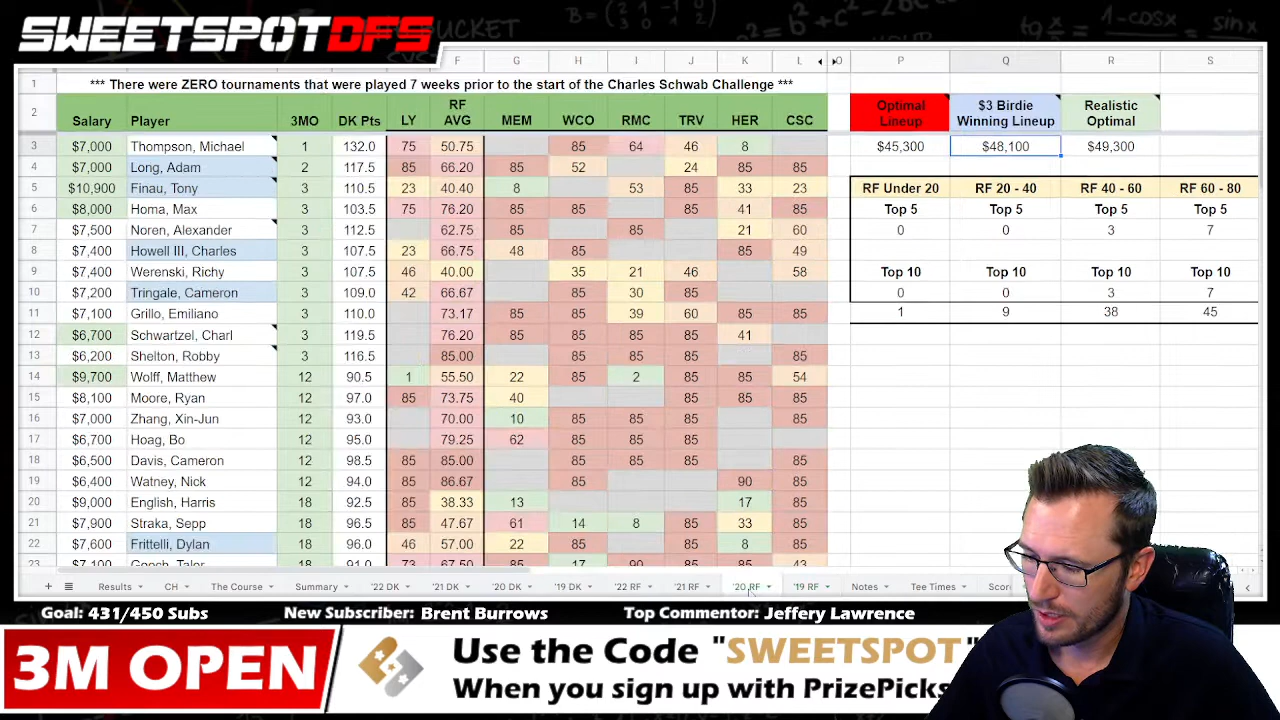 SWEETSPOTDFS
F G H I J K L O P Q R S
1 *** There were ZERO tournaments that were played 7 weeks prior to the start of the Charles Schwab Challenge ***
2 Salary Player 3MO DK Pts LY RF AVG MEM WCO RMC TRV HER CSC
3 $7,000 Thompson, Michael 1 132.0 75 50.75 85 64 46 8
4 $7,000 Long, Adam 2 117.5 85 66.20 85 52 24 85 85
5 $10,900 Finau, Tony 3 110.5 23 40.40 8 53 85 33 23
6 $8,000 Homa, Max 3 103.5 75 76.20 85 85 85 41 85
7 $7,500 Noren, Alexander 3 112.5 62.75 85 85 21 60
8 $7,400 Howell III, Charles 3 107.5 23 66.75 48 85 85 49
9 $7,400 Werenski, Richy 3 107.5 46 40.00 35 21 46 58
10 $7,200 Tringale, Cameron 3 109.0 42 66.67 85 30 85
11 $7,100 Grillo, Emiliano 3 110.0 73.17 85 85 39 60 85 85
12 $6,700 Schwartzel, Charl 3 119.5 76.20 85 85 85 85 41
13 $6,200 Shelton, Robby 3 116.5 85.00 85 85 85 85
14 $9,700 Wolff, Matthew 12 90.5 1 55.50 22 85 2 85 85 54
15 $8,100 Moore, Ryan 12 97.0 85 73.75 40 85 85 85
16 $7,000 Zhang, Xin-Jun 12 93.0 70.00 10 85 85 85 85
17 $6,700 Hoag, Bo 12 95.0 79.25 62 85 85 85
18 $6,500 Davis, Cameron 12 98.5 85 85.00 85 85 85 85
19 $6,400 Watney, Nick 12 94.0 85 86.67 85 90 85
20 $9,000 English, Harris 18 92.5 85 38.33 13 17 85
21 $7,900 Straka, Sepp 18 96.5 85 47.67 61 14 8 85 33 85
22 $7,600 Frittelli, Dylan 18 96.0 46 57.00 22 85 85 8 85
Optimal Lineup $3 Birdie Winning Lineup Realistic Optimal
$45,300 $48,100 $49,300
RF Under 20 RF 20 - 40 RF 40 - 60 RF 60 - 80
Top 5 Top 5 Top 5 Top 5
0 0 3 7
Top 10 Top 10 Top 10 Top 10
0 0 3 7
1 9 38 45
Results CH The Course Summary '22 DK '21 DK '20 DK '19 DK '22 RF '21 RF '20 RF '19 RF Notes Tee Times
Goal: 431/450 Subs New Subscriber: Brent Burrows Top Commentor: Jeffery Lawrence
3M OPEN
Use the Code "SWEETSPOT"
When you sign up with PrizePicks